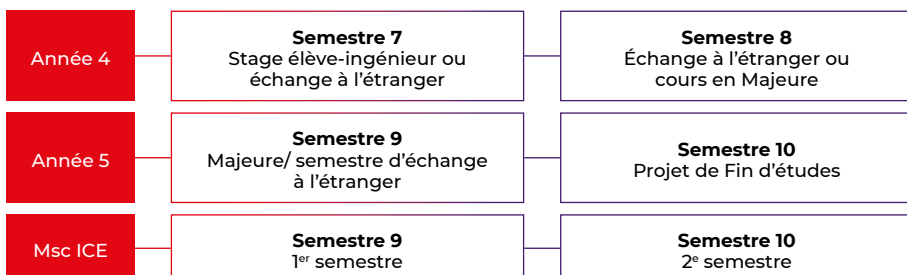 Année 4
Semestre 7
Stage élève-ingénieur ou
échange à l'étranger
Semestre 8
Échange à l'étranger ou
cours en Majeure
Année 5
Semestre 9
Majeure/ semestre d'échange
à l'étranger
Semestre 10
Projet de Fin d'études
Msc ICE
Semestre 9
1er semestre
Semestre 10
2e semestre